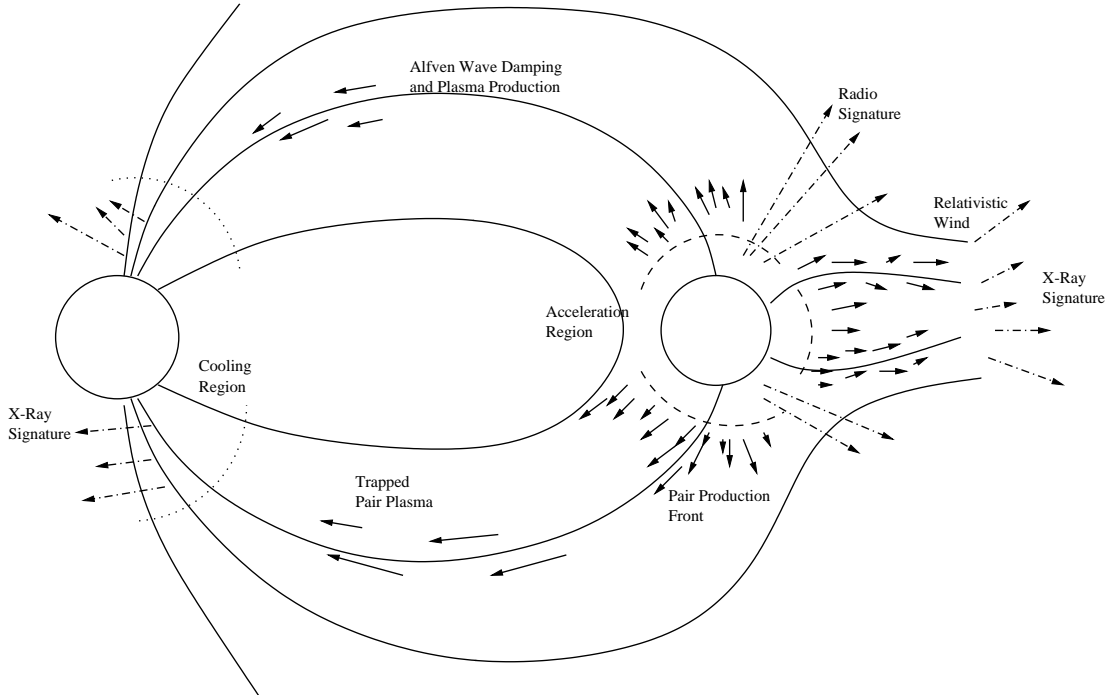 Alfven Wave Damping
and Plasma Production
Radio
Signature
Relativistic
Wind
X-Ray
Signature
Acceleration
Region
Cooling
Region
X-Ray
Signature
Trapped
Pair Plasma
Pair Production
Front